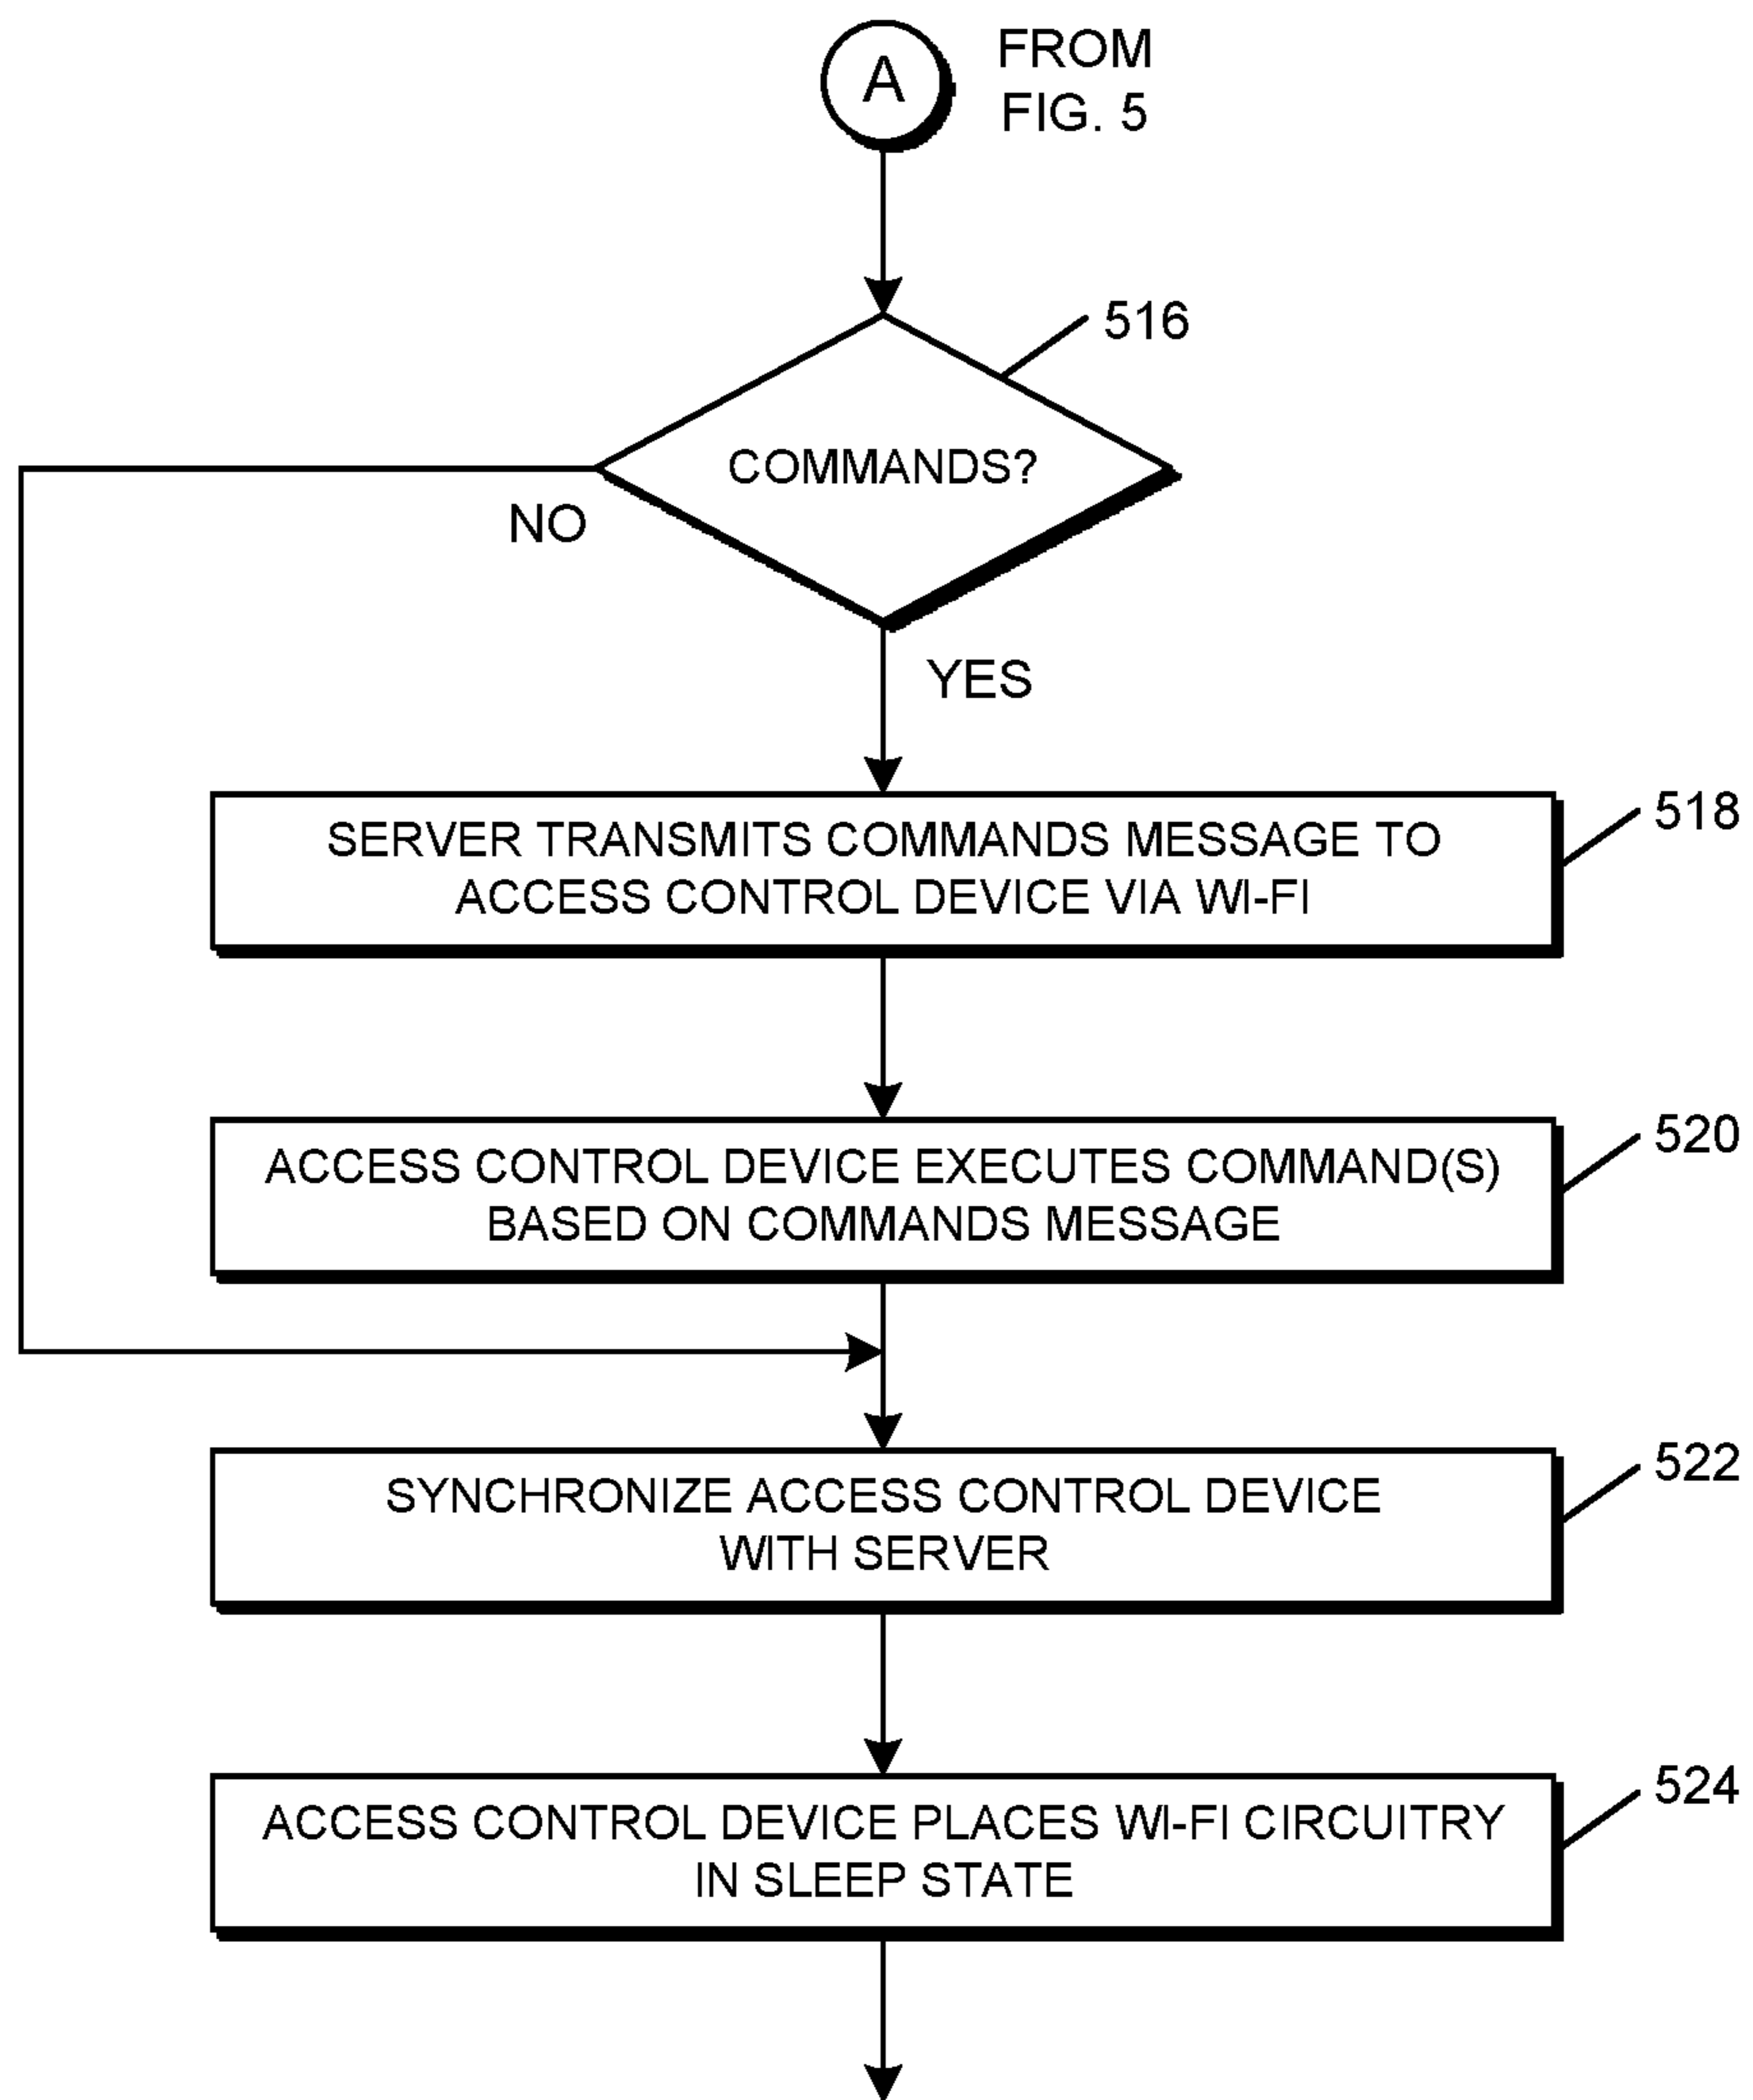 A
FROM
FIG. 5
516
COMMANDS?
NO
YES
518
SERVER TRANSMITS COMMANDS MESSAGE TO
ACCESS CONTROL DEVICE VIA WI-FI
520
ACCESS CONTROL DEVICE EXECUTES COMMAND(S)
BASED ON COMMANDS MESSAGE
522
SYNCHRONIZE ACCESS CONTROL DEVICE
WITH SERVER
524
ACCESS CONTROL DEVICE PLACES WI-FI CIRCUITRY
IN SLEEP STATE